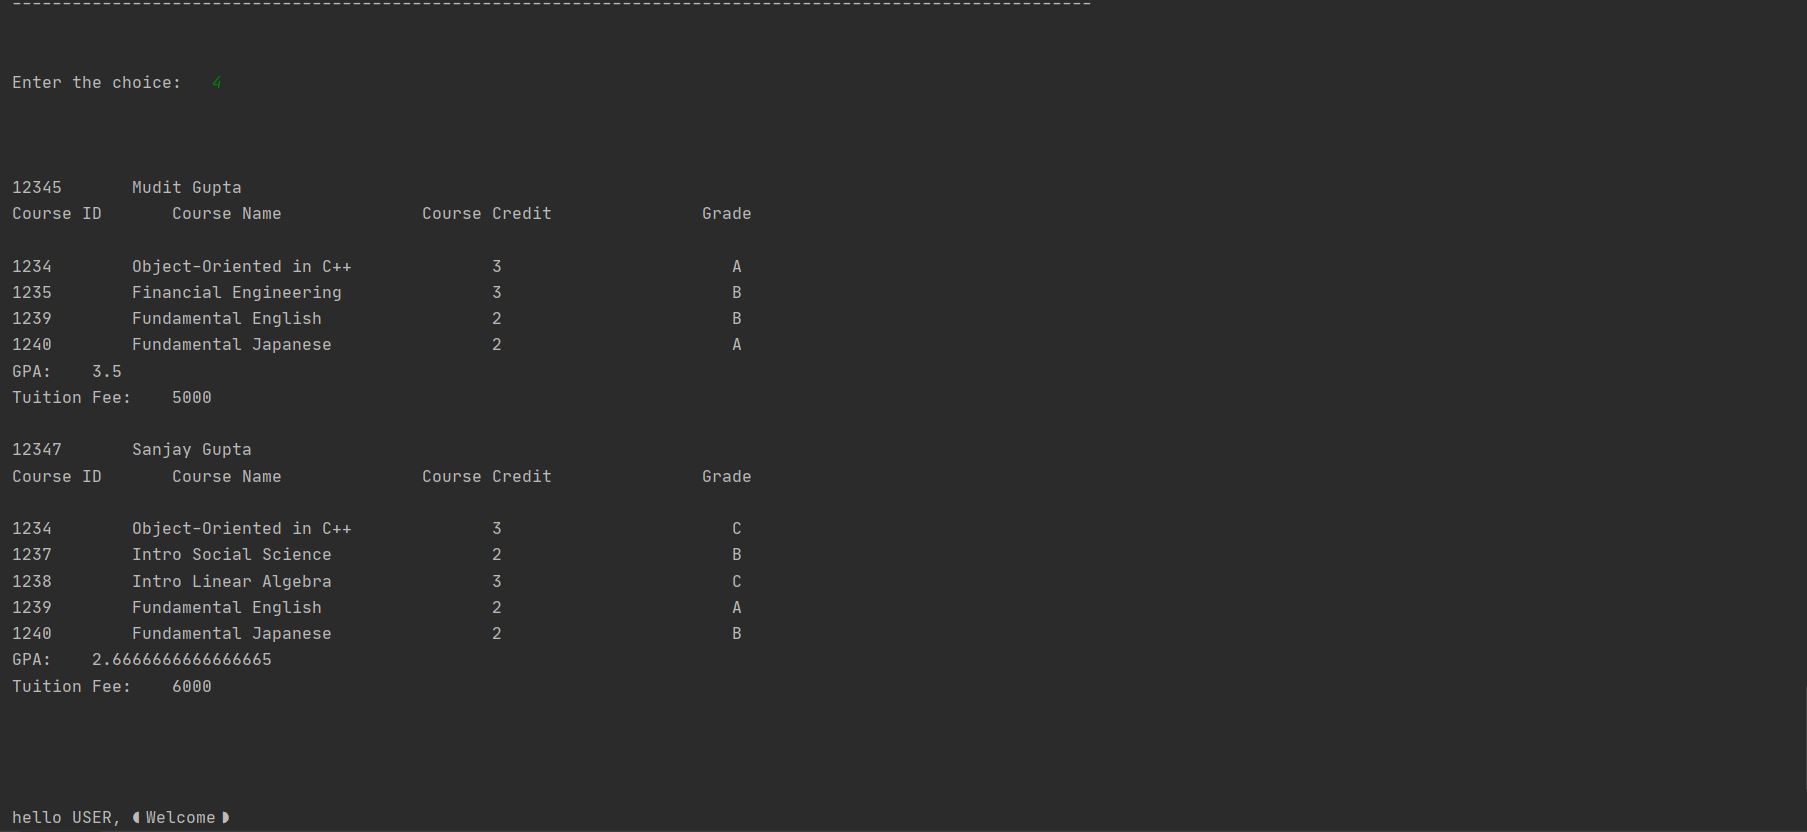 ------------------------------------------------------------------------------------------------------------
Enter the choice:   4
12345       Mudit Gupta
Course ID       Course Name              Course Credit               Grade
1234        Object-Oriented in C++              3                       A
1235        Financial Engineering               3                       B
1239        Fundamental English                 2                       B
1240        Fundamental Japanese                2                       A
GPA:    3.5
Tuition Fee:    5000
12347       Sanjay Gupta
Course ID       Course Name              Course Credit               Grade
1234        Object-Oriented in C++              3                       C
1237        Intro Social Science                2                       B
1238        Intro Linear Algebra                3                       C
1239        Fundamental English                 2                       A
1240        Fundamental Japanese                2                       B
GPA:    2.6666666666666665
Tuition Fee:    6000
hello USER, ◖Welcome◗